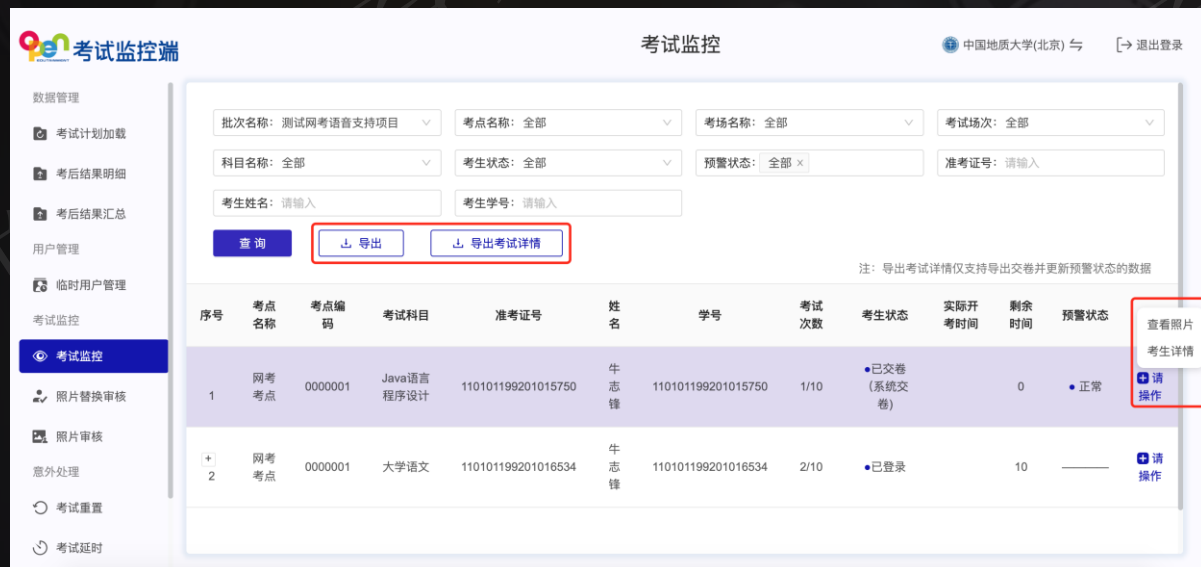 open 考试监控端
考试监控
中国地质大学(北京)
退出登录
数据管理
考试计划加载
考后结果明细
考后结果汇总
用户管理
临时用户管理
考试监控
考试监控
照片替换审核
照片审核
意外处理
考试重置
考试延时
批次名称: 测试网考语音支持项目
考点名称: 全部
考场名称: 全部
考试场次: 全部
科目名称: 全部
考生状态: 全部
预警状态: 全部 ×
准考证号: 请输入
考生姓名: 请输入
考生学号: 请输入
查 询
导出
导出考试详情
注: 导出考试详情仅支持导出交卷并更新预警状态的数据
序号 考点名称 考点编码 考试科目 准考证号 姓名 学号 考试次数 考生状态 实际开考时间 剩余时间 预警状态
查看照片
考生详情
1 网考考点 0000001 Java语言程序设计 110101199201015750 牛志锋 110101199201015750 1/10 •已交卷(系统交卷) 0 • 正常 请操作
+ 2 网考考点 0000001 大学语文 110101199201016534 牛志锋 110101199201016534 2/10 •已登录 10 ——— 请操作